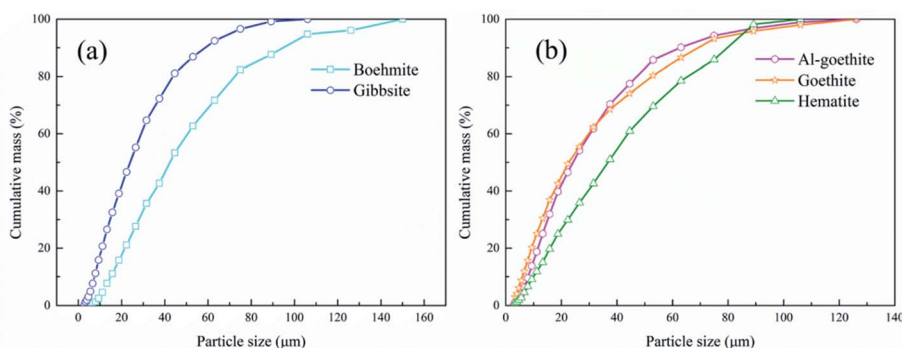 (a)
Boehmite
Gibbsite
Cumulative mass (%)
100
80
60
40
20
0
0 20 40 60 80 100 120 140 160
Particle size (μm)
(b)
Al-goethite
Goethite
Hematite
Cumulative mass (%)
100
80
60
40
20
0
0 20 40 60 80 100 120 140
Particle size (μm)